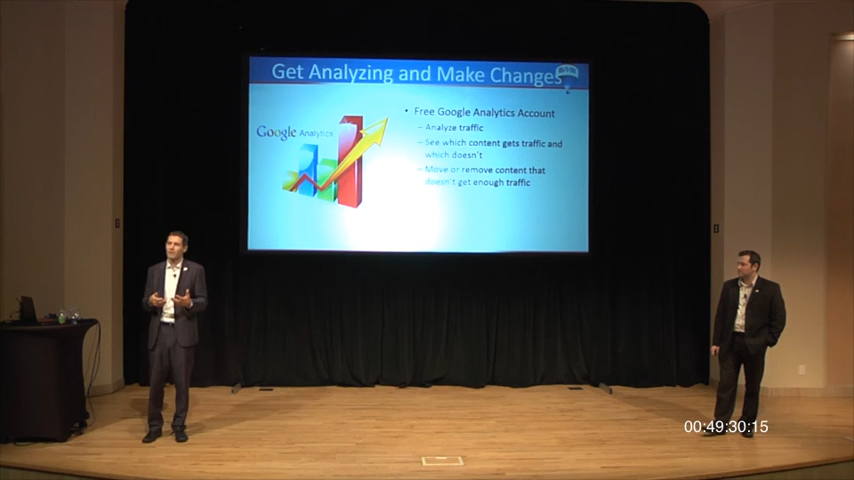 Get Analyzing and Make Changes
Google Analytics
• Free Google Analytics Account
– Analyze traffic
– See which content gets traffic and
which doesn't
– Move or remove content that
doesn't get enough traffic
00:49:30:15